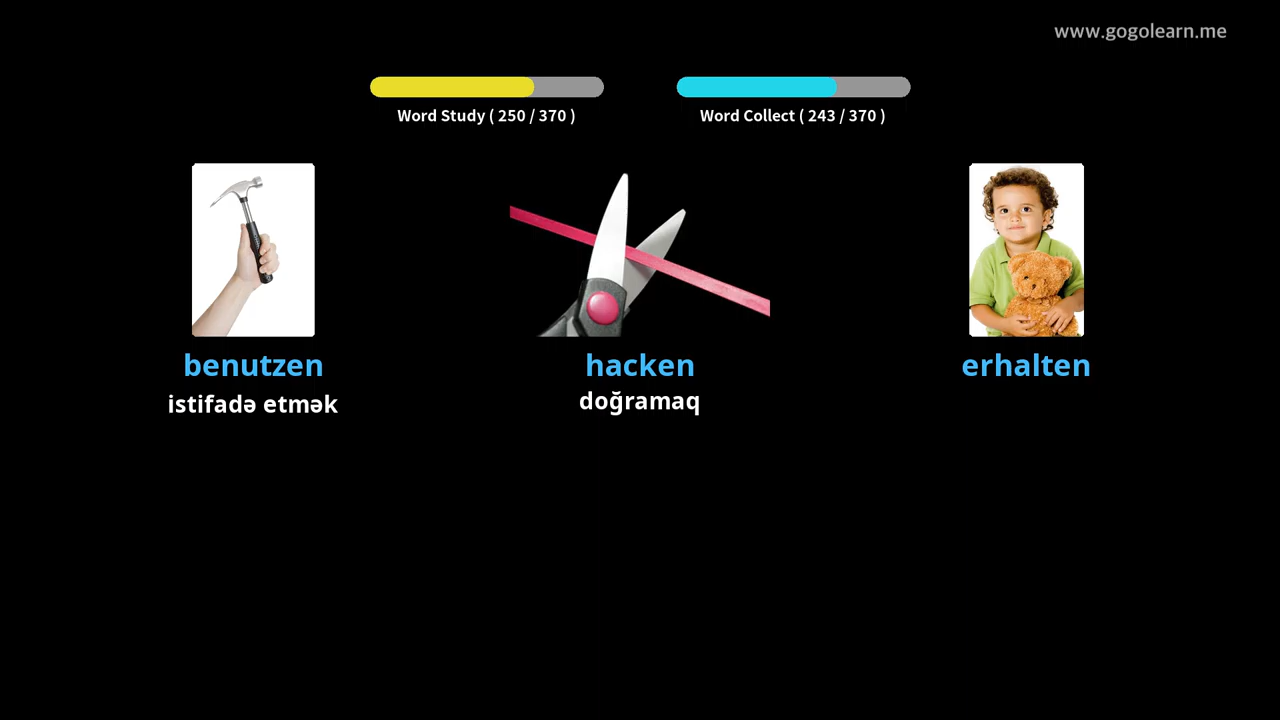 www.gogolearn.me
Word Study ( 250 / 370 )
Word Collect ( 243 / 370 )
benutzen
hacken
erhalten
istifadə etmək
doğramaq